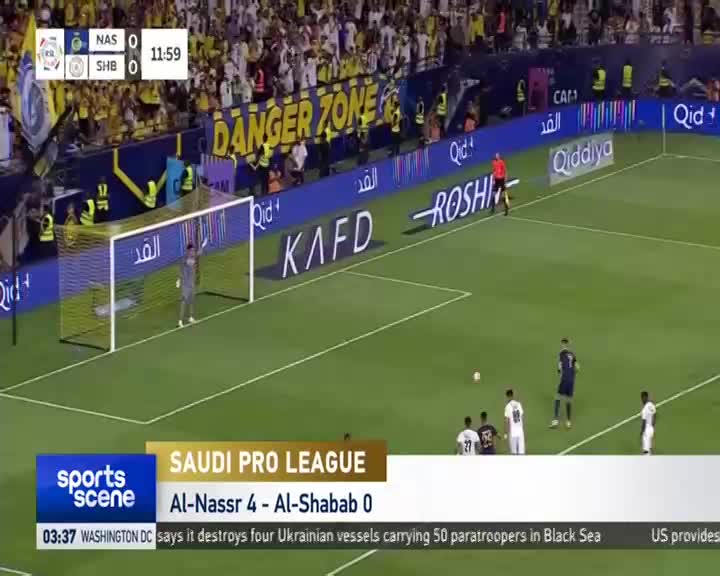 NAS 0
SHB 0
11:59
DANGER ZONE
CAM1
القد
Qiddiya
Qid
KAFD
ROSHN
SAUDI PRO LEAGUE
sports scene
Al-Nassr 4 - Al-Shabab 0
03:37 WASHINGTON DC
says it destroys four Ukrainian vessels carrying 50 paratroopers in Black Sea
US provides